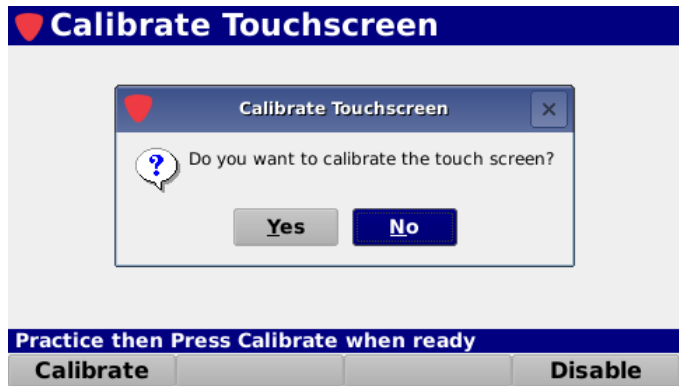 Calibrate Touchscreen
Calibrate Touchscreen
Do you want to calibrate the touch screen?
Yes No
Practice then Press Calibrate when ready
Calibrate Disable